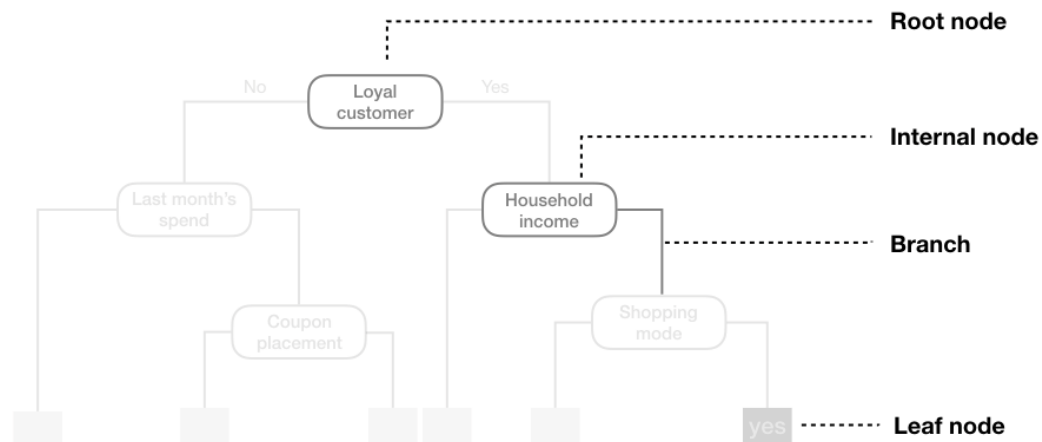 Root node
No
Loyal
customer
Yes
Internal node
Last month's
spend
Household
income
Branch
Coupon
placement
Shopping
mode
yes
Leaf node